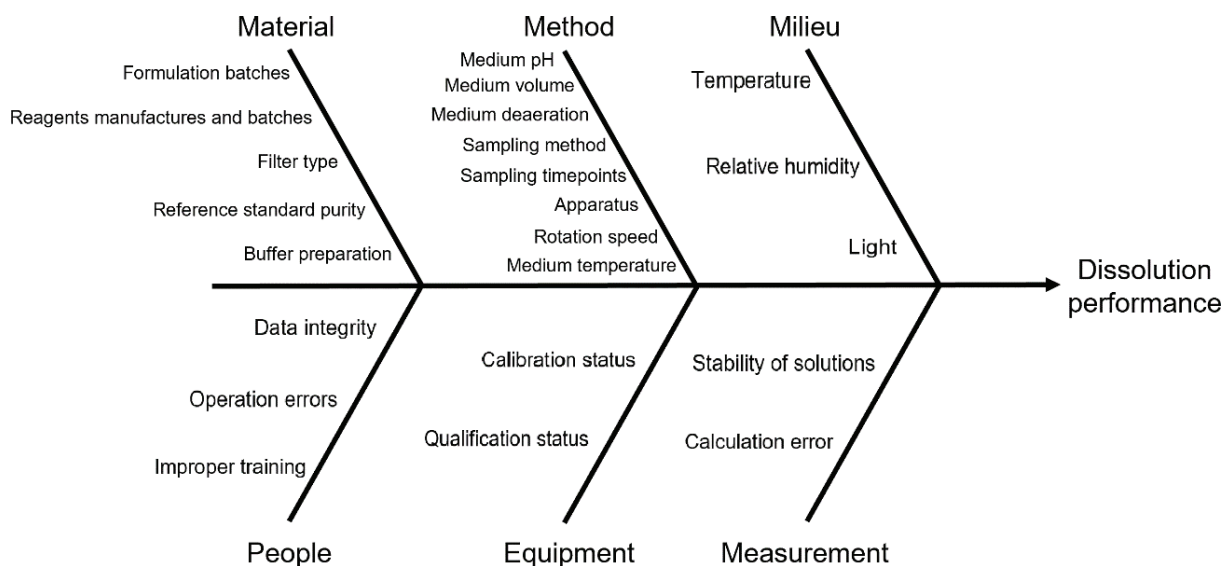 Material
Formulation batches
Reagents manufactures and batches
Filter type
Reference standard purity
Buffer preparation
Method
Medium pH
Medium volume
Medium deaeration
Sampling method
Sampling timepoints
Apparatus
Rotation speed
Medium temperature
Milieu
Temperature
Relative humidity
Light
Dissolution
performance
Data integrity
Operation errors
Improper training
People
Calibration status
Qualification status
Equipment
Stability of solutions
Calculation error
Measurement